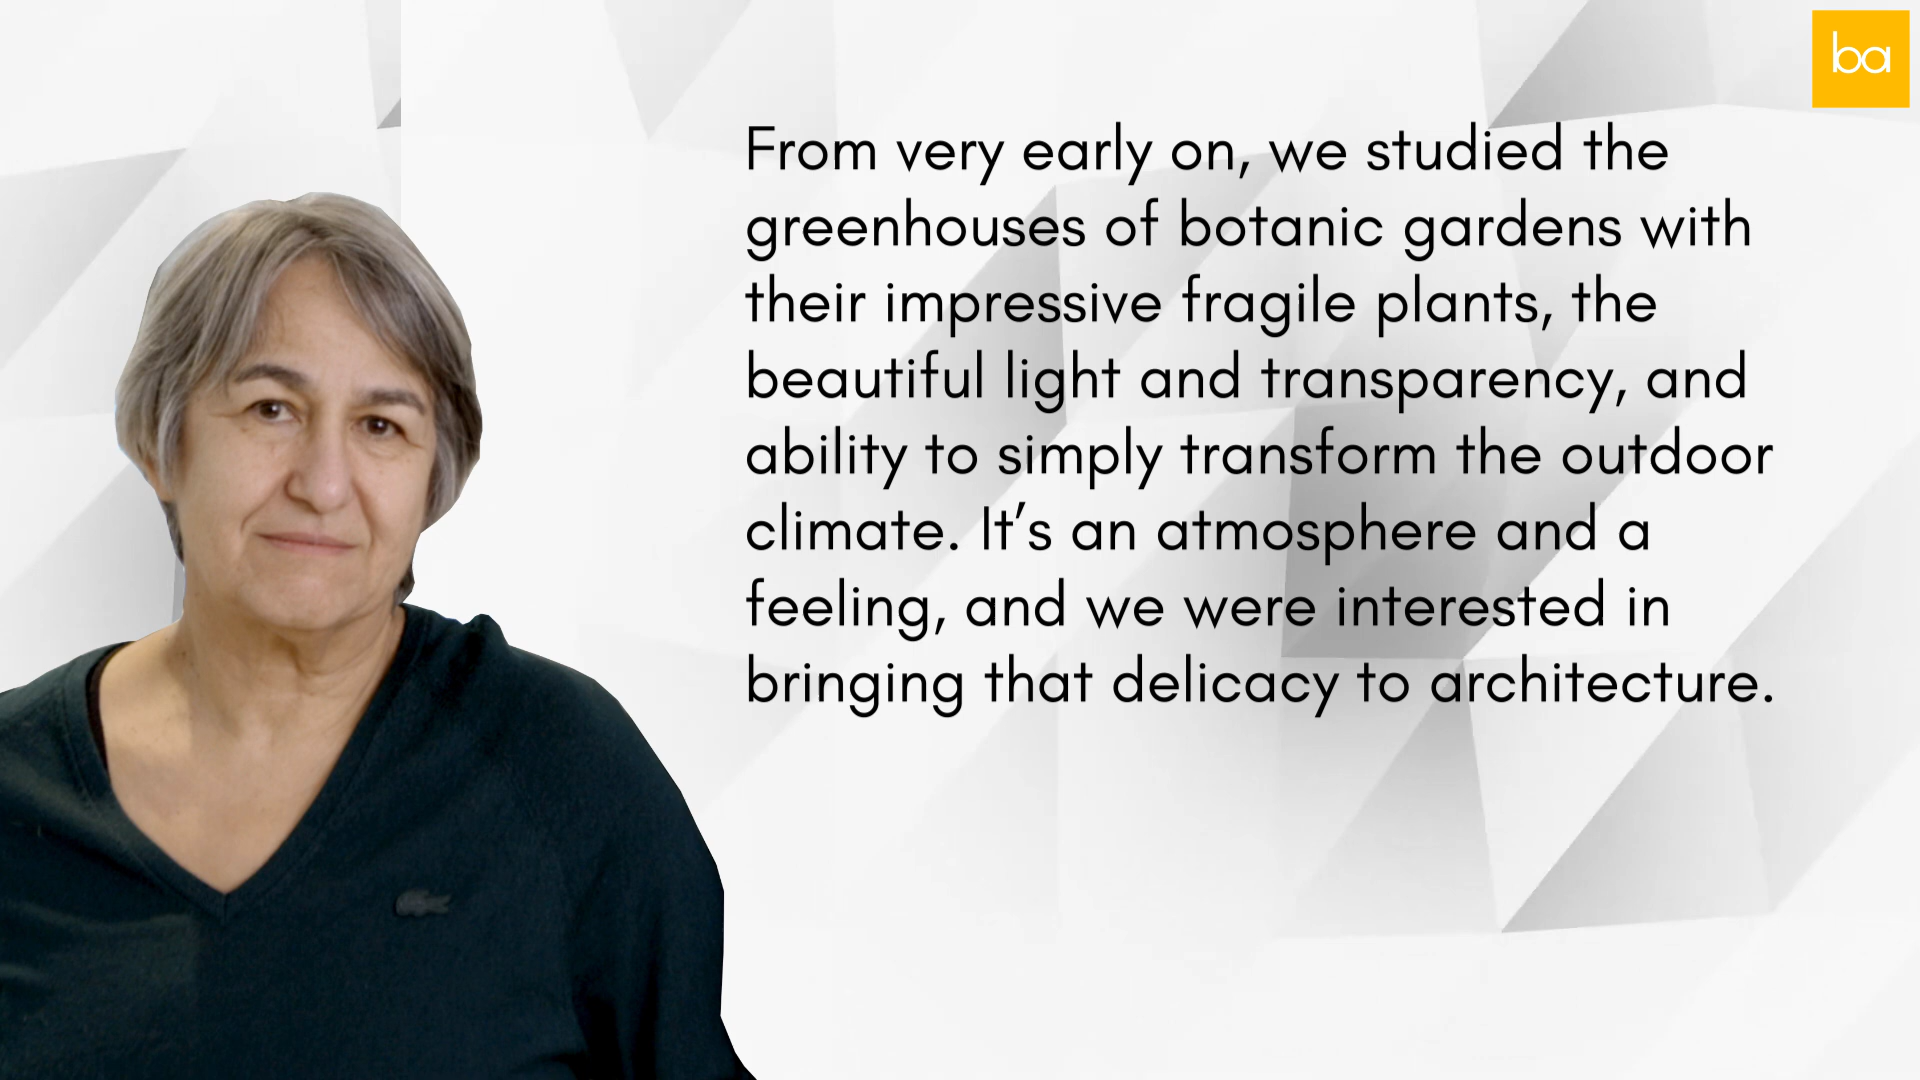 ba
From very early on, we studied the
greenhouses of botanic gardens with
their impressive fragile plants, the
beautiful light and transparency, and
ability to simply transform the outdoor
climate. It’s an atmosphere and a
feeling, and we were interested in
bringing that delicacy to architecture.